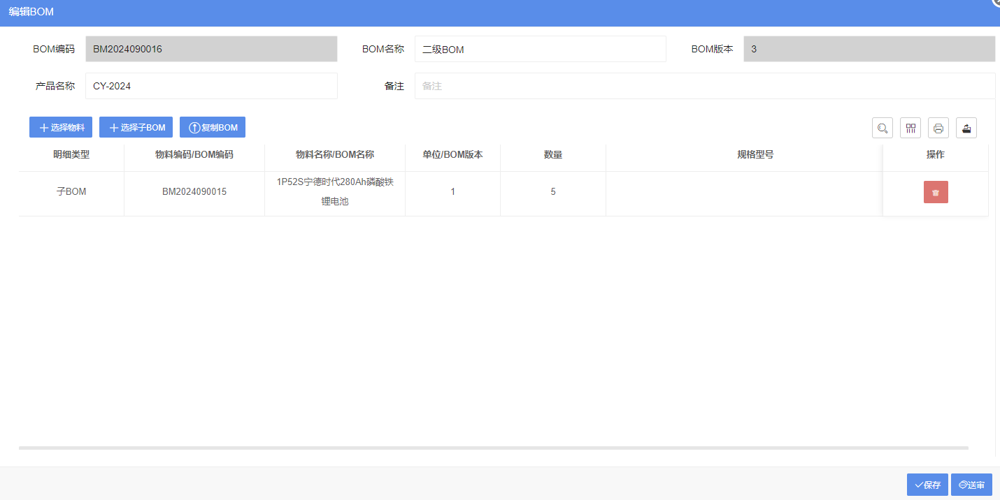 编辑BOM
BOM编码 BM2024090016 BOM名称 二级BOM BOM版本 3
产品名称 CY-2024 备注 备注
选择物料 选择子BOM 复制BOM
明细类型 物料编码/BOM编码 物料名称/BOM名称 单位/BOM版本 数量 规格型号 操作
子BOM BM2024090015 1P52S宁德时代280Ah磷酸铁 1 5
锂电池
保存 送审